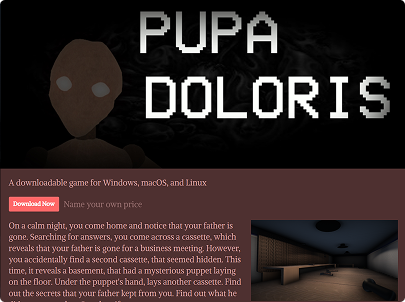 PUPA
DOLORIS
A downloadable game for Windows, macOS, and Linux
Download Now Name your own price
On a calm night, you come home and notice that your father is
gone. Searching for answers, you come across a cassette, which
reveals that your father is gone for a business meeting. However,
you accidentally find a second cassette, that seemed hidden. This
time, it reveals a basement, that had a mysterious puppet laying
on the floor. Under the puppet's hand, lays another cassette. Find
out the secrets that your father kept from you. Find out what he